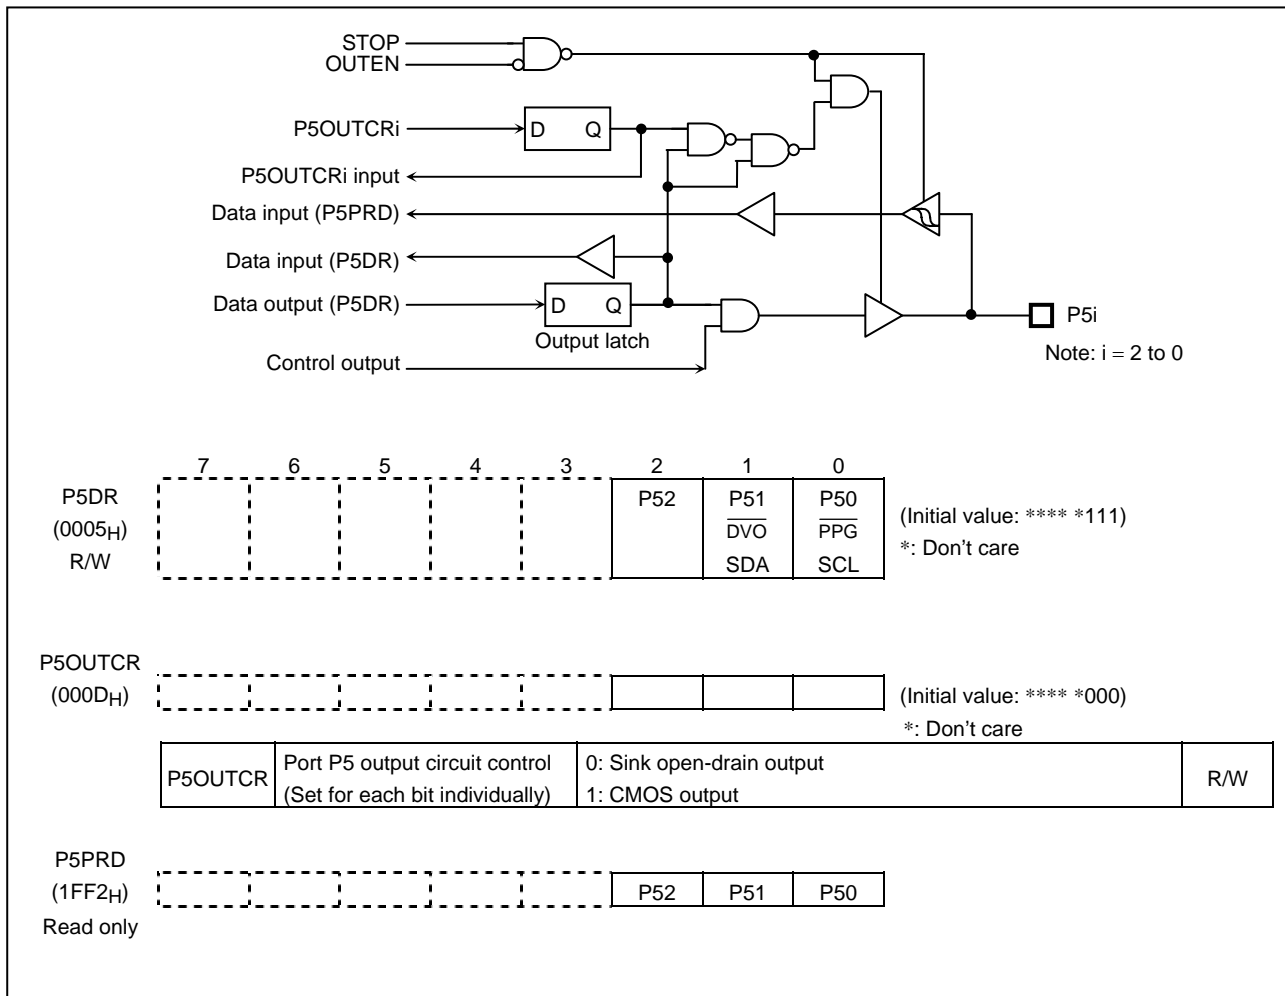 STOP
OUTEN
P5OUTCRi
D Q
P5OUTCRi input
Data input (P5PRD)
Data input (P5DR)
Data output (P5DR)
D Q
Output latch
Control output
P5i
Note: i = 2 to 0
7 6 5 4 3 2 1 0
P5DR
(0005H)
R/W
P52 P51 P50
DVO PPG
SDA SCL
(Initial value: **** *111)
*: Don't care
P5OUTCR
(000DH)
(Initial value: **** *000)
*: Don't care
P5OUTCR
Port P5 output circuit control
(Set for each bit individually)
0: Sink open-drain output
1: CMOS output
R/W
P5PRD
(1FF2H)
Read only
P52 P51 P50